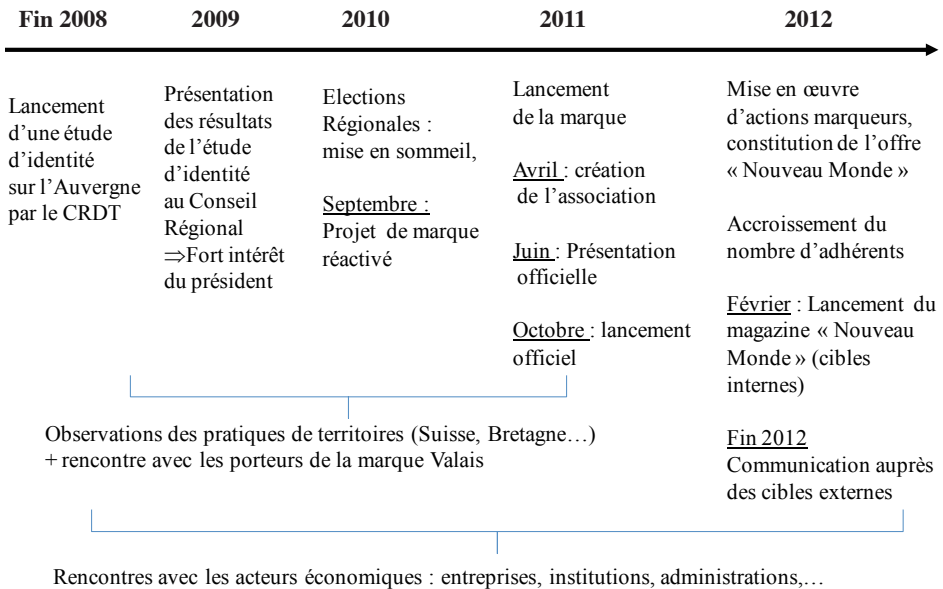 Fin 2008
2009
2010
2011
2012
Lancement
d’une étude
d’identité
sur l’Auvergne
par le CRDT
Présentation
des résultats
de l’étude
d’identité
au Conseil
Régional
⇒Fort intérêt
du président
Elections
Régionales :
mise en sommeil,
Septembre :
Projet de marque
réactivé
Lancement
de la marque
Avril : création
de l’association
Juin : Présentation
officielle
Octobre : lancement
officiel
Mise en œuvre
d’actions marqueurs,
constitution de l’offre
« Nouveau Monde »
Accroissement du
nombre d’adhérents
Février : Lancement du
magazine « Nouveau
Monde » (cibles
internes)
Fin 2012
Communication auprès
des cibles externes
Observations des pratiques de territoires (Suisse, Bretagne…)
+ rencontre avec les porteurs de la marque Valais
Rencontres avec les acteurs économiques : entreprises, institutions, administrations,…